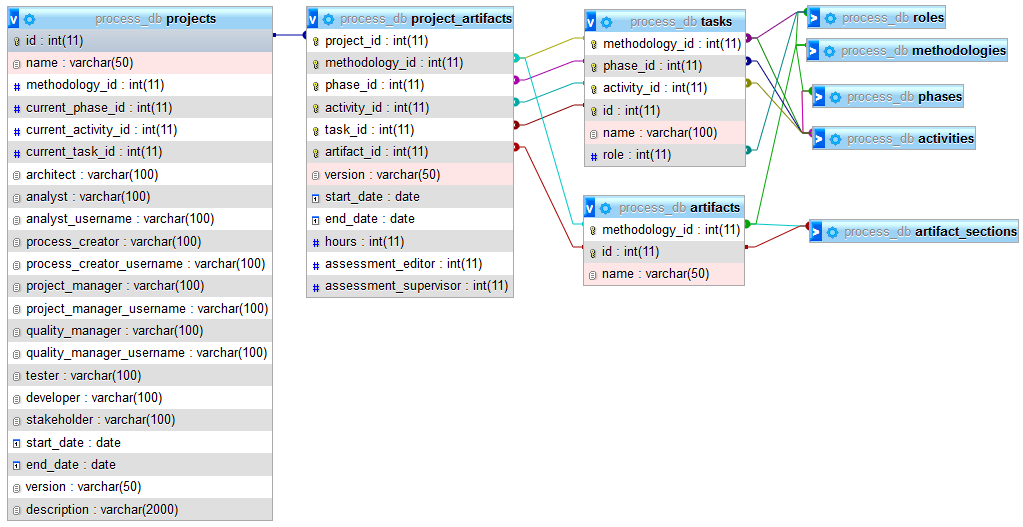 process_db projects
id : int(11)
name : varchar(50)
methodology_id : int(11)
current_phase_id : int(11)
current_activity_id : int(11)
current_task_id : int(11)
architect : varchar(100)
analyst : varchar(100)
analyst_username : varchar(100)
process_creator : varchar(100)
process_creator_username : varchar(100)
project_manager : varchar(100)
project_manager_username : varchar(100)
quality_manager : varchar(100)
quality_manager_username : varchar(100)
tester : varchar(100)
developer : varchar(100)
stakeholder : varchar(100)
start_date : date
end_date : date
version : varchar(50)
description : varchar(2000)
process_db project_artifacts
project_id : int(11)
methodology_id : int(11)
phase_id : int(11)
activity_id : int(11)
task_id : int(11)
artifact_id : int(11)
version : varchar(50)
start_date : date
end_date : date
hours : int(11)
assessment_editor : int(11)
assessment_supervisor : int(11)
process_db tasks
methodology_id : int(11)
phase_id : int(11)
activity_id : int(11)
id : int(11)
name : varchar(100)
role : int(11)
process_db artifacts
methodology_id : int(11)
id : int(11)
name : varchar(50)
process_db roles
process_db methodologies
process_db phases
process_db activities
process_db artifact_sections